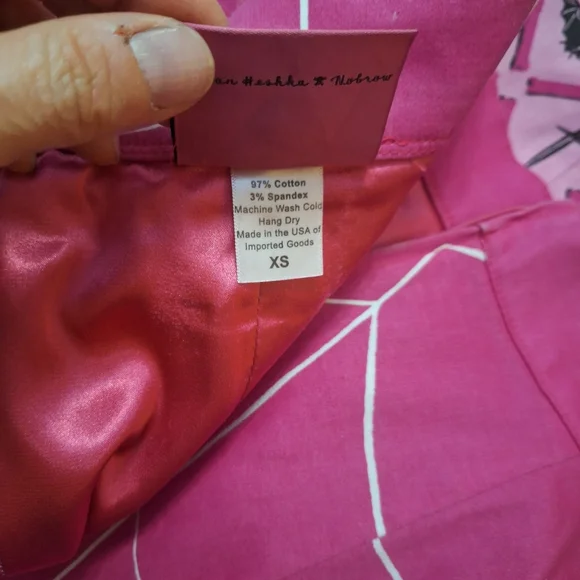 Heshka ★ Nobrow
97% Cotton
3% Spandex
Machine Wash Cold
Hang Dry
Made in the USA of
Imported Goods
XS